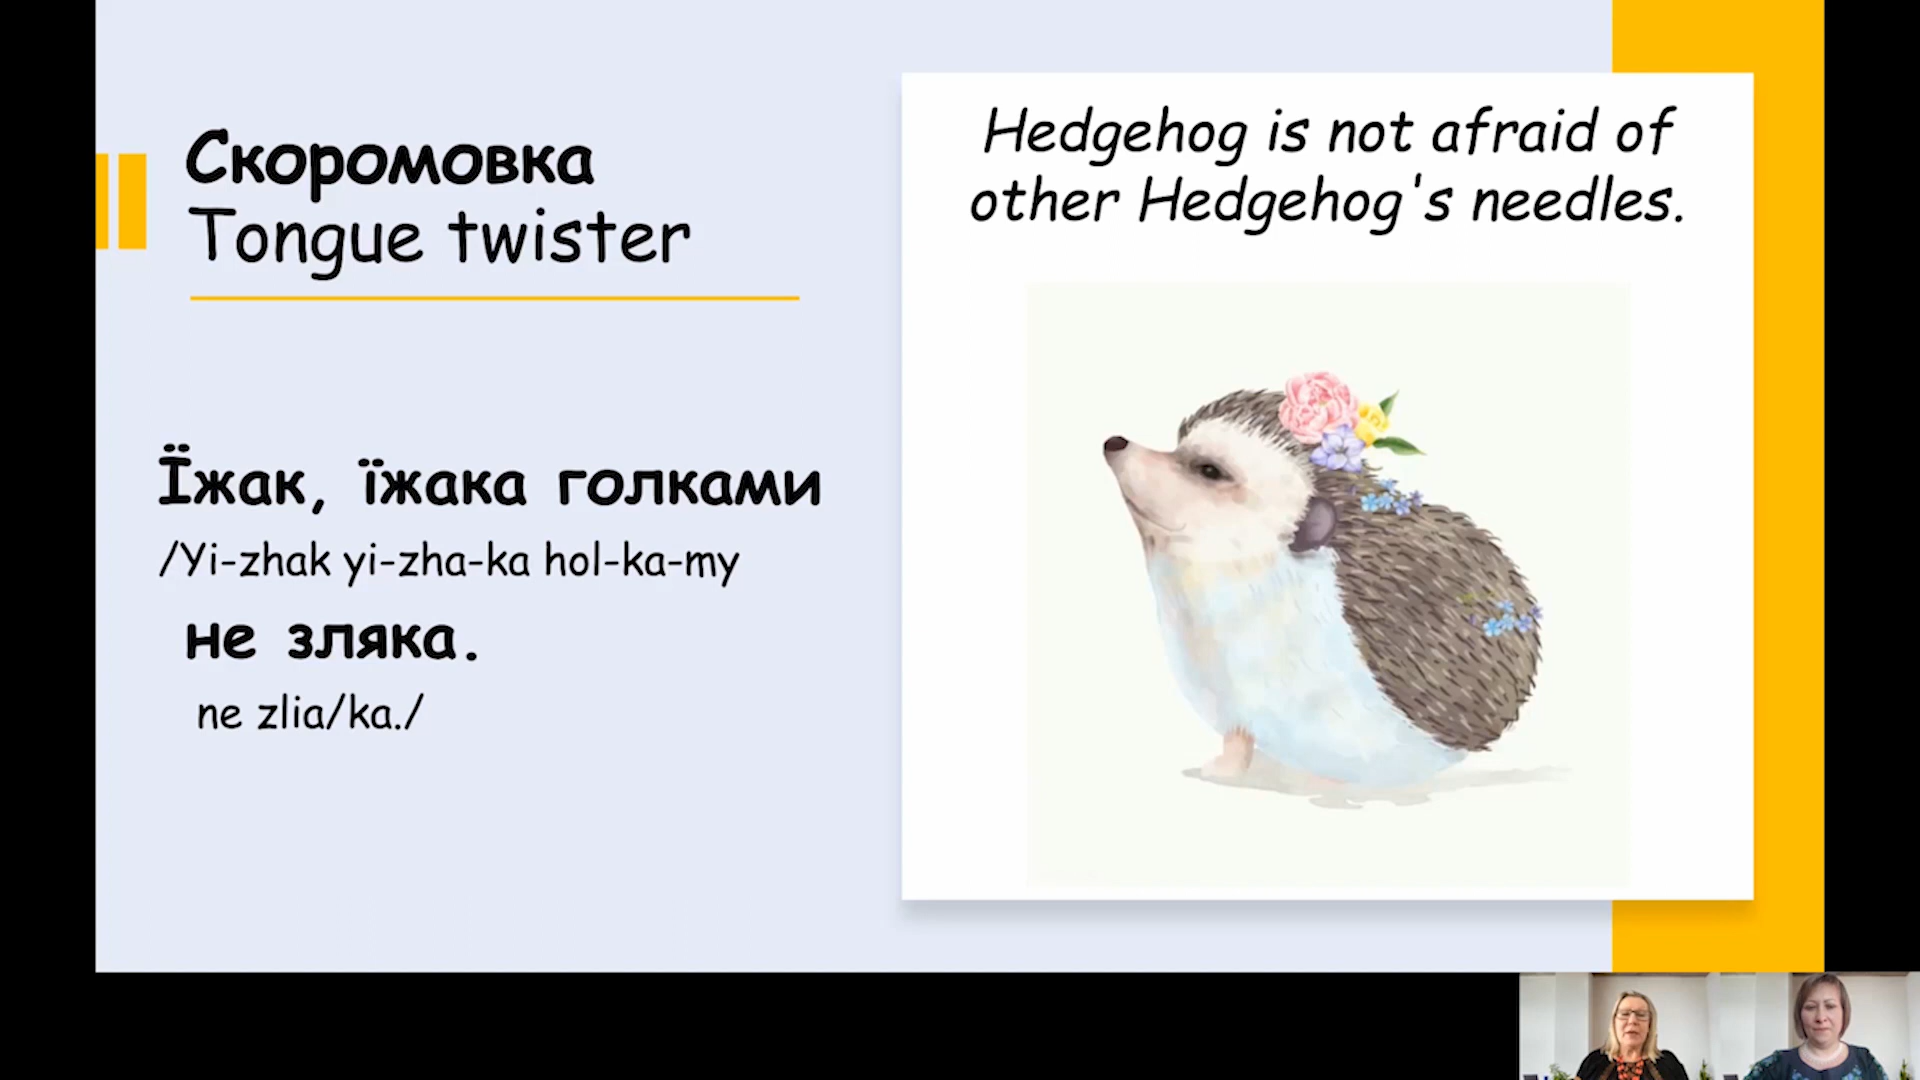 Скоромовка
Tongue twister
Їжак, їжака голками
/Yi-zhak yi-zha-ka hol-ka-my
не зляка.
ne zlia/ka./
Hedgehog is not afraid of
other Hedgehog's needles.